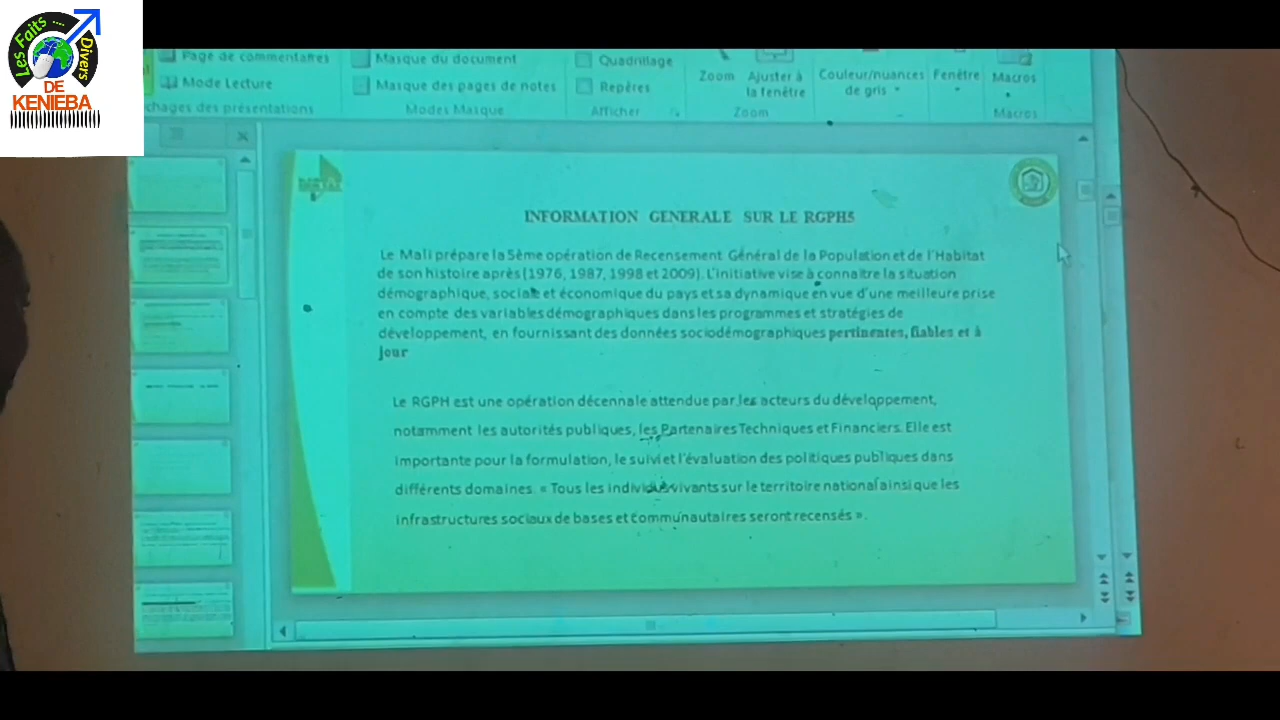 Les Faits .... Divers
DE
KENIEBA
Page de commentaires
Mode Lecture
chages des présentations
Masque du document
Masque des pages de notes
Modes Masque
Quadrillage
Repères
Afficher
Zoom
Ajuster à
la fenêtre
Zoom
Couleur/nuances
de gris
Fenêtre
Macros
Macros
INFORMATION GENERALE SUR LE RGPH5
Le Mali prépare la 5ème opération de Recensement Général de la Population et de l'Habitat
de son histoire après (1976, 1987, 1998 et 2009). L'initiative vise à connaitre la situation
démographique, sociale et économique du pays et sa dynamique en vue d'une meilleure prise
en compte des variables démographiques dans les programmes et stratégies de
développement, en fournissant des données sociodémographiques pertinentes, fiables et à
jour
Le RGPH est une opération décennale attendue par les acteurs du développement,
notamment les autorités publiques, les Partenaires Techniques et Financiers. Elle est
importante pour la formulation, le suivi et l'évaluation des politiques publiques dans
différents domaines. « Tous les individus vivants sur le territoire national ainsi que les
infrastructures sociaux de bases et communautaires seront recensés ».